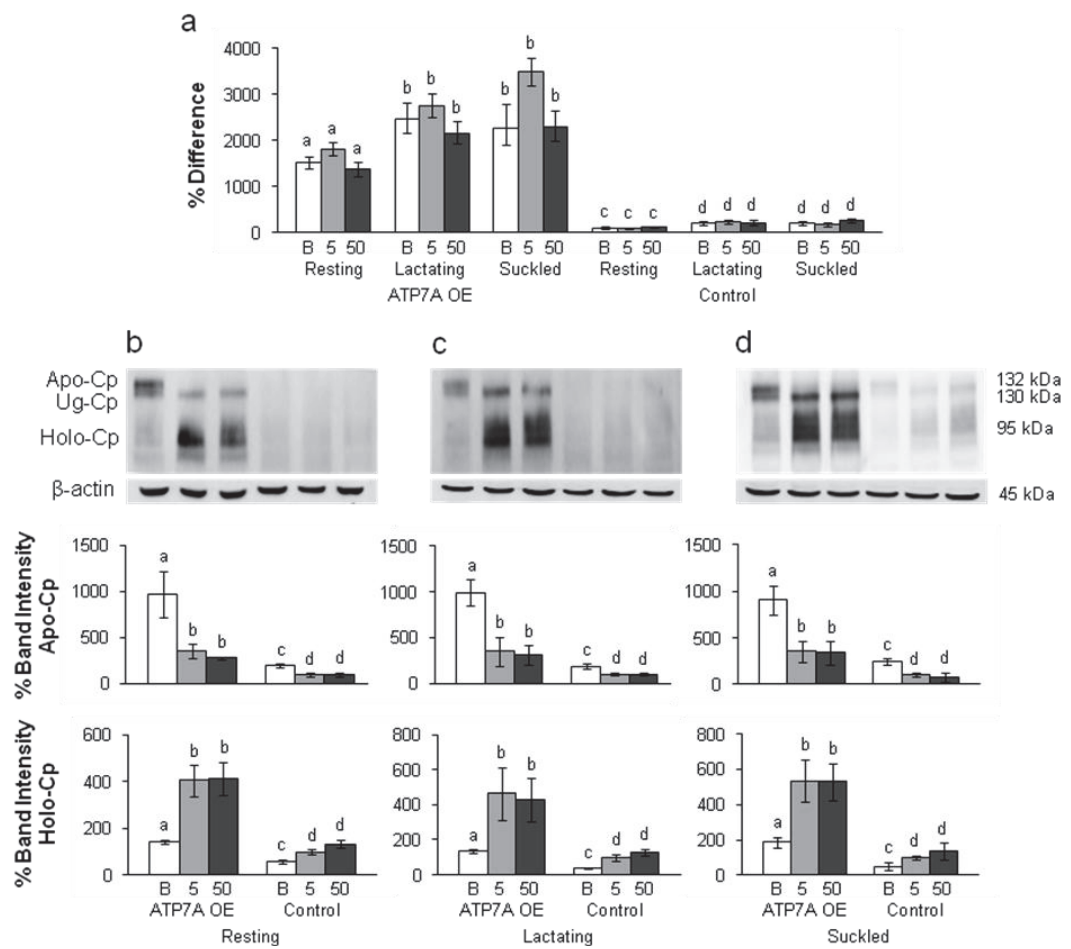 a
% Difference
4000
3000
2000
1000
0
a a a b b b b b b c c c d d d d d d
B 5 50 B 5 50 B 5 50 B 5 50 B 5 50 B 5 50
Resting Lactating Suckled Resting Lactating Suckled
ATP7A OE Control
b c d
Apo-Cp 132 kDa
Ug-Cp 130 kDa
Holo-Cp 95 kDa
β-actin 45 kDa
% Band Intensity
Apo-Cp
1500 1500 1500
1000 1000 1000
500 500 500
0 0 0
a b b c d d a b b c d d a b b c d d
% Band Intensity
Holo-Cp
600 800 800
400 600 600
200 400 400
0 200 200
0 0
a b b c d d a b b c d d a b b c d d
B 5 50 B 5 50 B 5 50 B 5 50 B 5 50 B 5 50
ATP7A OE Control ATP7A OE Control ATP7A OE Control
Resting Lactating Suckled